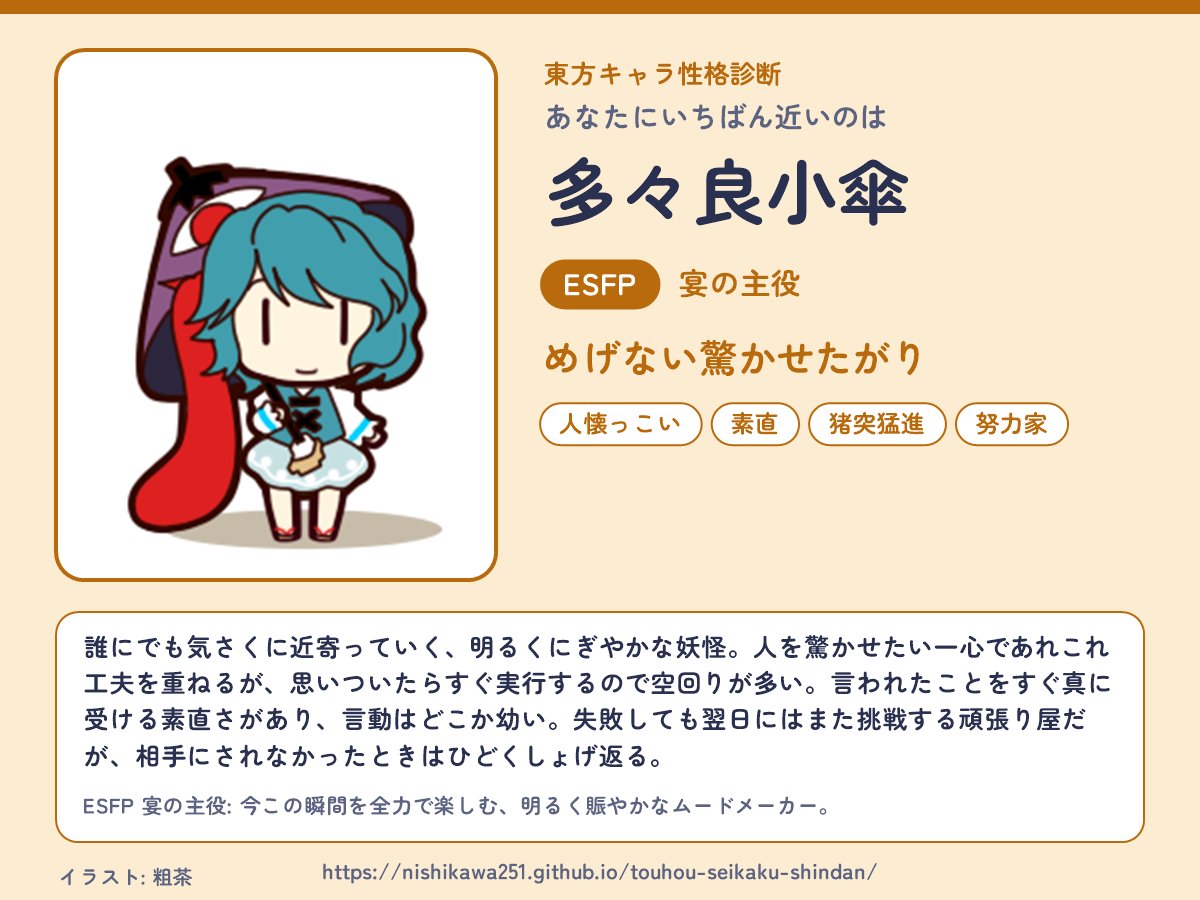 東方キャラ性格診断
あなたにいちばん近いのは
多々良小傘
ESFP 宴の主役
めげない驚かせたがり
人懐っこい 素直 猪突猛進 努力家
誰にでも気さくに近寄っていく、明るくにぎやかな妖怪。人を驚かせたい一心であれこれ
工夫を重ねるが、思いついたらすぐ実行するので空回りが多い。言われたことをすぐ真に
受ける素直さがあり、言動はどこか幼い。失敗しても翌日にはまた挑戦する頑張り屋だ
が、相手にされなかったときはひどくしょげ返る。
ESFP 宴の主役: 今この瞬間を全力で楽しむ、明るく賑やかなムードメーカー。
イラスト: 粗茶
https://nishikawa251.github.io/touhou-seikaku-shindan/